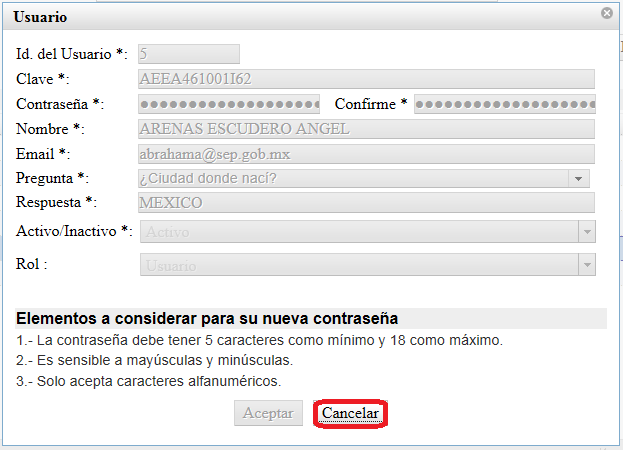 Usuario
Id. del Usuario *: 5
Clave *: AEEA461001I62
Contraseña *: ●●●●●●●●●●●●●●●●●●● Confirme * ●●●●●●●●●●●●●●●●●●●
Nombre *: ARENAS ESCUDERO ANGEL
Email *: abrahama@sep.gob.mx
Pregunta *: ¿Ciudad donde nací?
Respuesta *: MEXICO
Activo/Inactivo *: Activo
Rol : Usuario
Elementos a considerar para su nueva contraseña
1.- La contraseña debe tener 5 caracteres como mínimo y 18 como máximo.
2.- Es sensible a mayúsculas y minúsculas.
3.- Solo acepta caracteres alfanuméricos.
Aceptar Cancelar